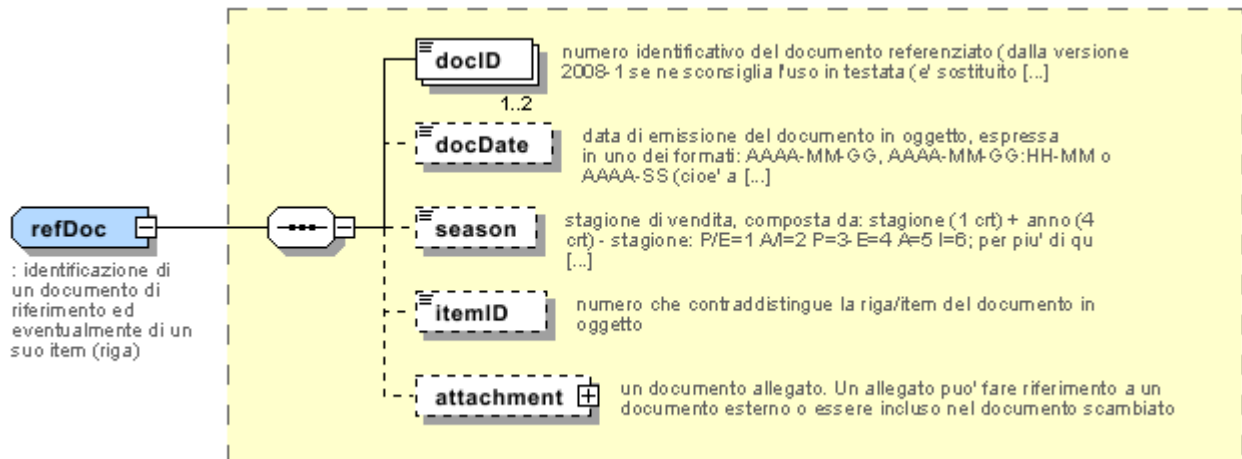 docID
1..2
numero identificativo del documento referenziato (dalla versione
2008-1 se ne sconsiglia l'uso in testata (e' sostituito [...]
docDate
data di emissione del documento in oggetto, espressa
in uno dei formati: AAAA-MM-GG, AAAA-MM-GG:HH-MM o
AAAA-SS (cioe' a [...]
refDoc
: identificazione di
un documento di
riferimento ed
eventualmente di un
suo item (riga)
season
stagione di vendita, composta da: stagione (1 crt) + anno (4
crt) - stagione: P/E=1 A/I=2 P=3- E=4 A=5 I=6; per piu' di qu
[...]
itemID
numero che contraddistingue la riga/item del documento in
oggetto
attachment
un documento allegato. Un allegato puo' fare riferimento a un
documento esterno o essere incluso nel documento scambiato